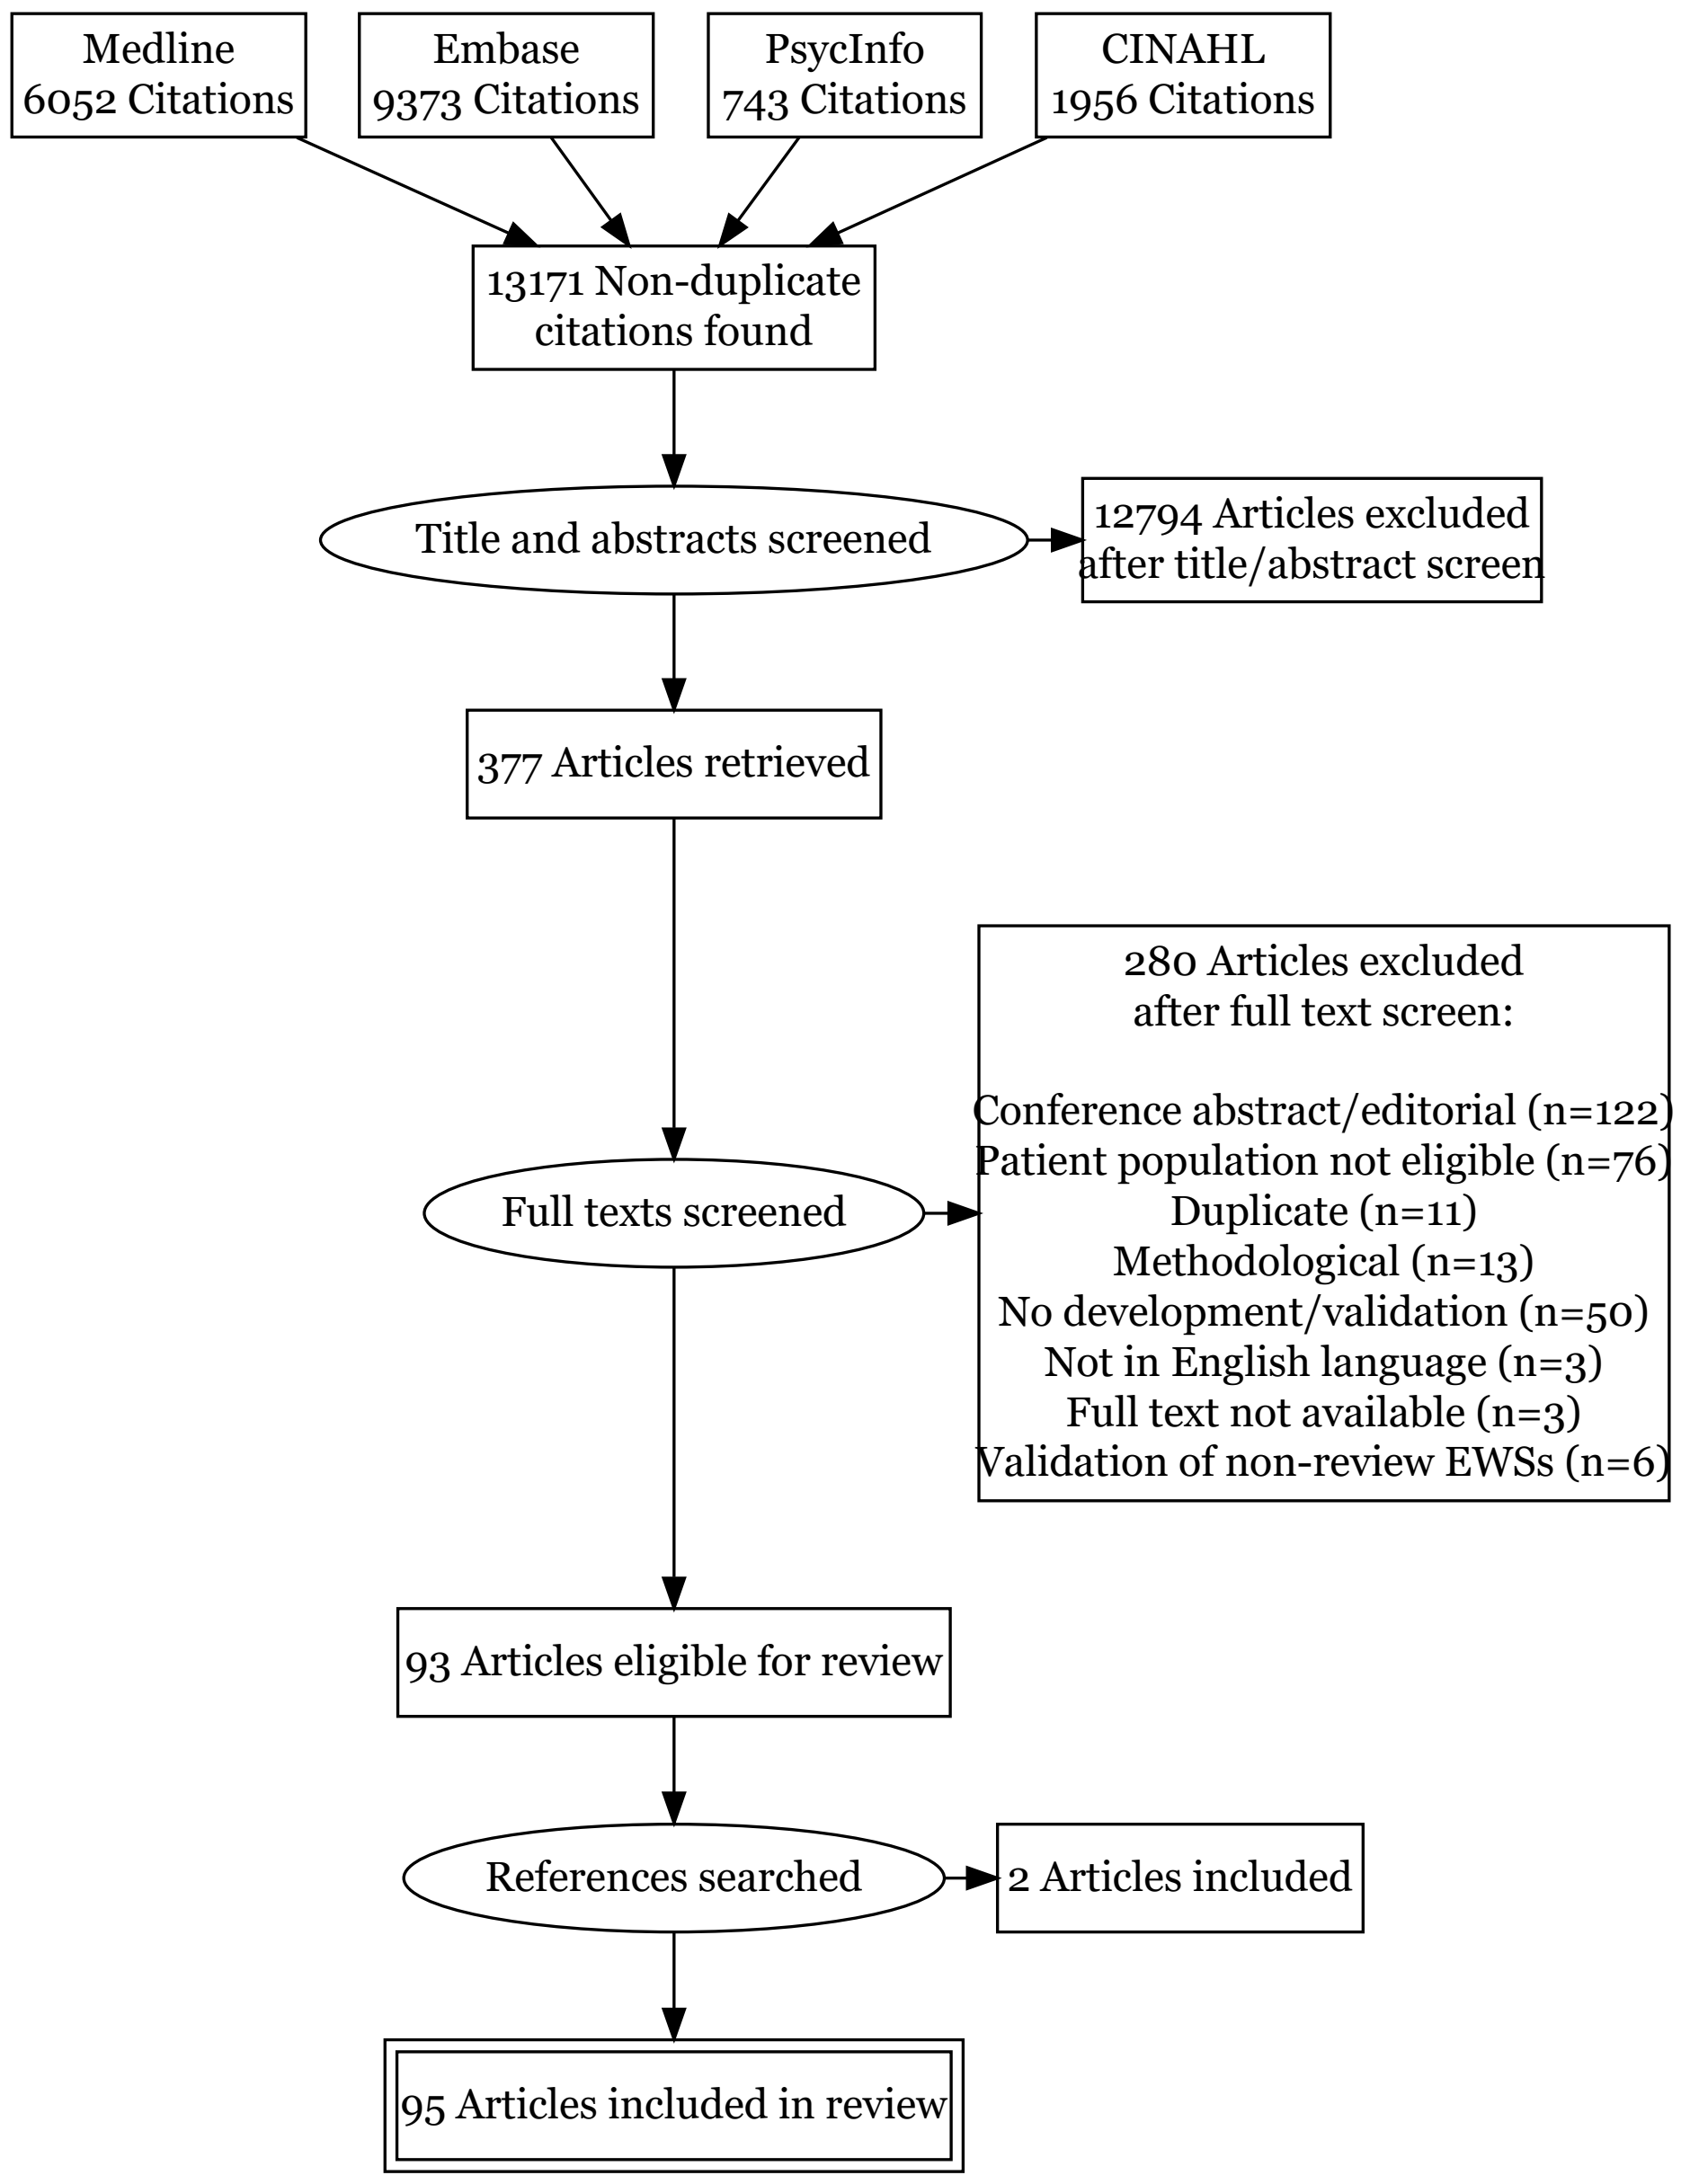 Medline
6052 Citations
Embase
9373 Citations
PsycInfo
743 Citations
CINAHL
1956 Citations
13171 Non-duplicate
citations found
Title and abstracts screened
12794 Articles excluded
after title/abstract screen
377 Articles retrieved
280 Articles excluded
after full text screen:
Conference abstract/editorial (n=122)
Patient population not eligible (n=76)
Duplicate (n=11)
Methodological (n=13)
No development/validation (n=50)
Not in English language (n=3)
Full text not available (n=3)
Validation of non-review EWSs (n=6)
Full texts screened
93 Articles eligible for review
References searched
2 Articles included
95 Articles included in review